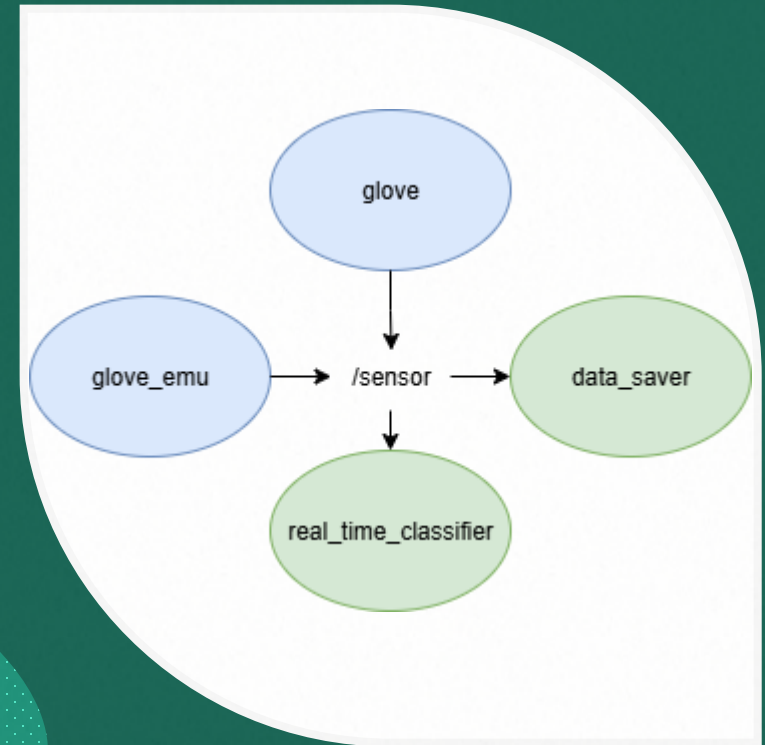 glove
glove_emu
/sensor
data_saver
real_time_classifier